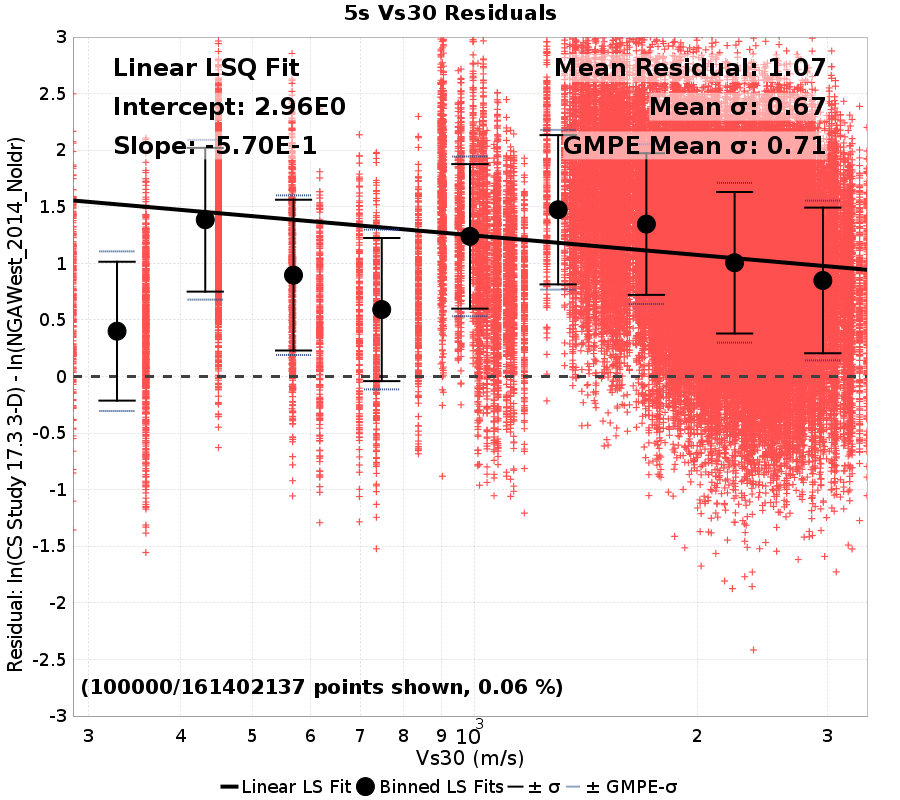 5s Vs30 Residuals
Linear LSQ Fit
Intercept: 2.96E0
Slope: -5.70E-1
Mean Residual: 1.07
Mean σ: 0.67
GMPE Mean σ: 0.71
Residual: ln(CS Study 17.3 3-D) - ln(NGAWest_2014_NoIdr)
3
2.5
2
1.5
1
0.5
0
-0.5
-1
-1.5
-2
-2.5
-3
(100000/161402137 points shown, 0.06 %)
3 4 5 6 7 8 9 10³ 2 3
Vs30 (m/s)
Linear LS Fit Binned LS Fits ± σ ± GMPE-σ